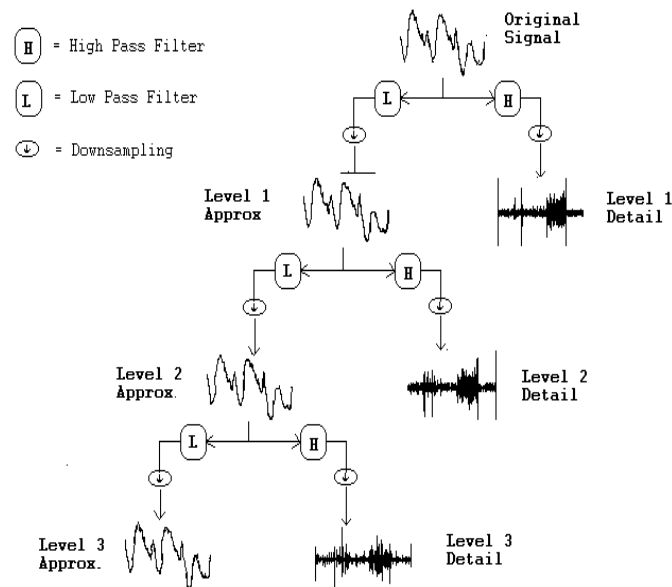 Original
Signal
H = High Pass Filter
L = Low Pass Filter
= Downsampling
L H
Level 1
Approx
Level 1
Detail
L H
Level 2
Approx.
Level 2
Detail
L H
Level 3
Approx.
Level 3
Detail